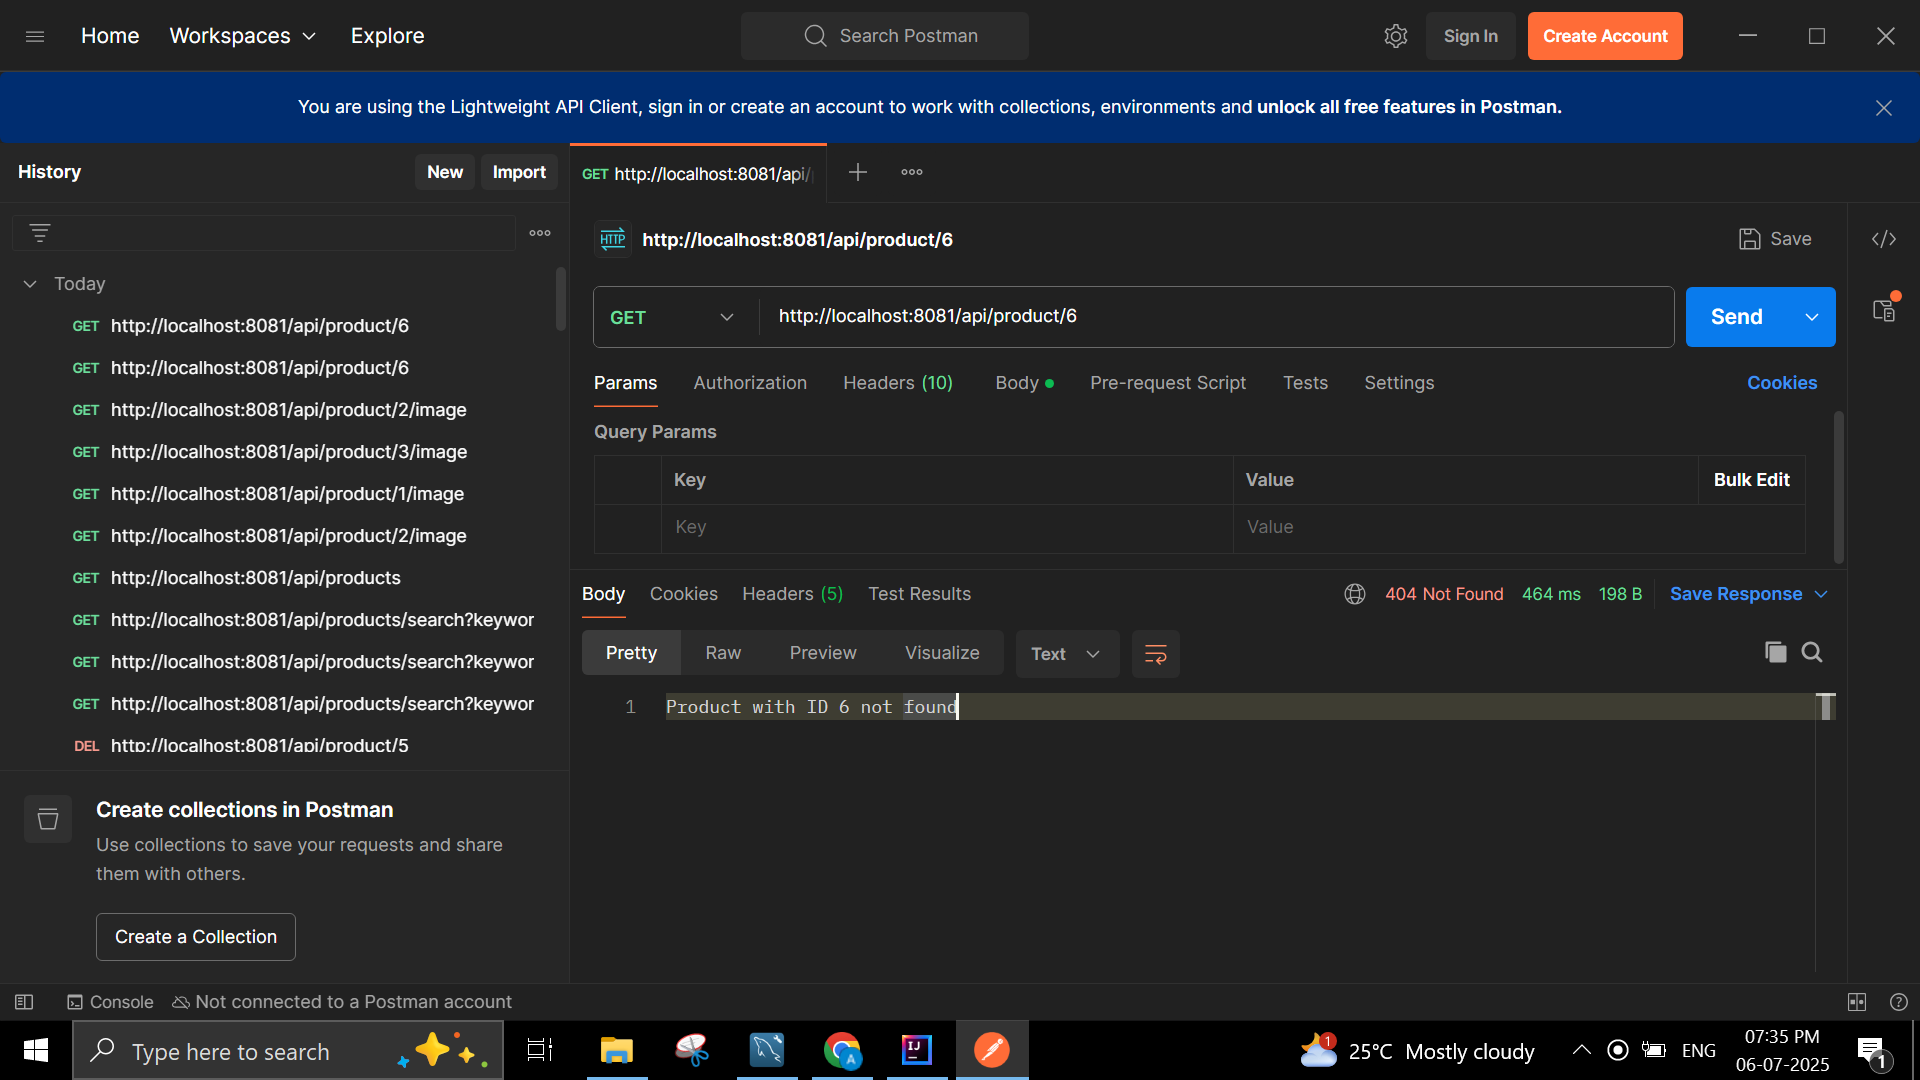 Home Workspaces Explore Search Postman Sign In Create Account
You are using the Lightweight API Client, sign in or create an account to work with collections, environments and unlock all free features in Postman.
History New Import
GET http://localhost:8081/api/
HTTP http://localhost:8081/api/product/6 Save
Today
GET http://localhost:8081/api/product/6
GET http://localhost:8081/api/product/6
GET http://localhost:8081/api/product/2/image
GET http://localhost:8081/api/product/3/image
GET http://localhost:8081/api/product/1/image
GET http://localhost:8081/api/product/2/image
GET http://localhost:8081/api/products
GET http://localhost:8081/api/products/search?keywor
GET http://localhost:8081/api/products/search?keywor
GET http://localhost:8081/api/products/search?keywor
DEL http://localhost:8081/api/product/5
Create collections in Postman
Use collections to save your requests and share
them with others.
Create a Collection
GET http://localhost:8081/api/product/6 Send
Params Authorization Headers (10) Body Pre-request Script Tests Settings Cookies
Query Params
Key Value Bulk Edit
Key Value
Body Cookies Headers (5) Test Results 404 Not Found 464 ms 198 B Save Response
Pretty Raw Preview Visualize Text
1 Product with ID 6 not found
Console Not connected to a Postman account
Type here to search
A
IJ
1
25°C Mostly cloudy
ENG
07:35 PM
06-07-2025
1